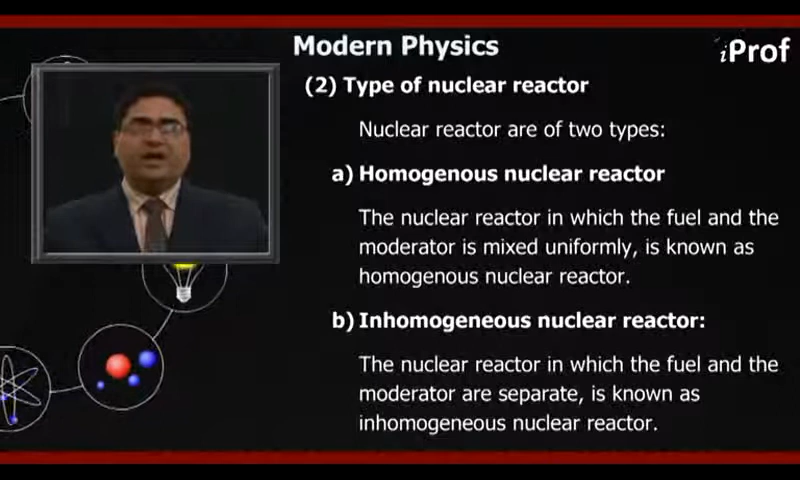 Modern Physics
iProf
(2) Type of nuclear reactor
Nuclear reactor are of two types:
a) Homogenous nuclear reactor
The nuclear reactor in which the fuel and the
moderator is mixed uniformly, is known as
homogenous nuclear reactor.
b) Inhomogeneous nuclear reactor:
The nuclear reactor in which the fuel and the
moderator are separate, is known as
inhomogeneous nuclear reactor.